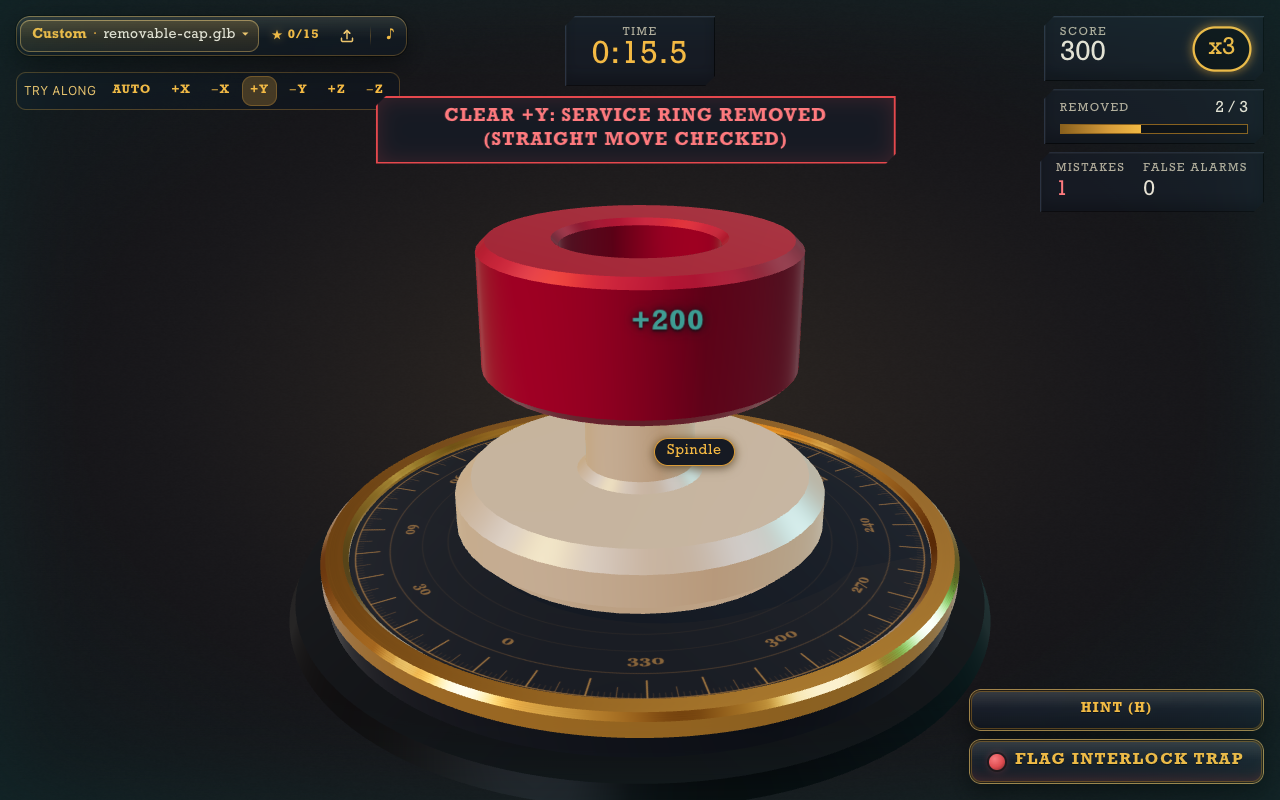 Custom · removable-cap.glb
★ 0/15
TRY ALONG AUTO +X −X +Y −Y +Z −Z
TIME
0:15.5
CLEAR +Y: SERVICE RING REMOVED
(STRAIGHT MOVE CHECKED)
SCORE
300
x3
REMOVED 2 / 3
MISTAKES FALSE ALARMS
1 0
+200
Spindle
60
30
0
330
300
270
240
HINT (H)
FLAG INTERLOCK TRAP